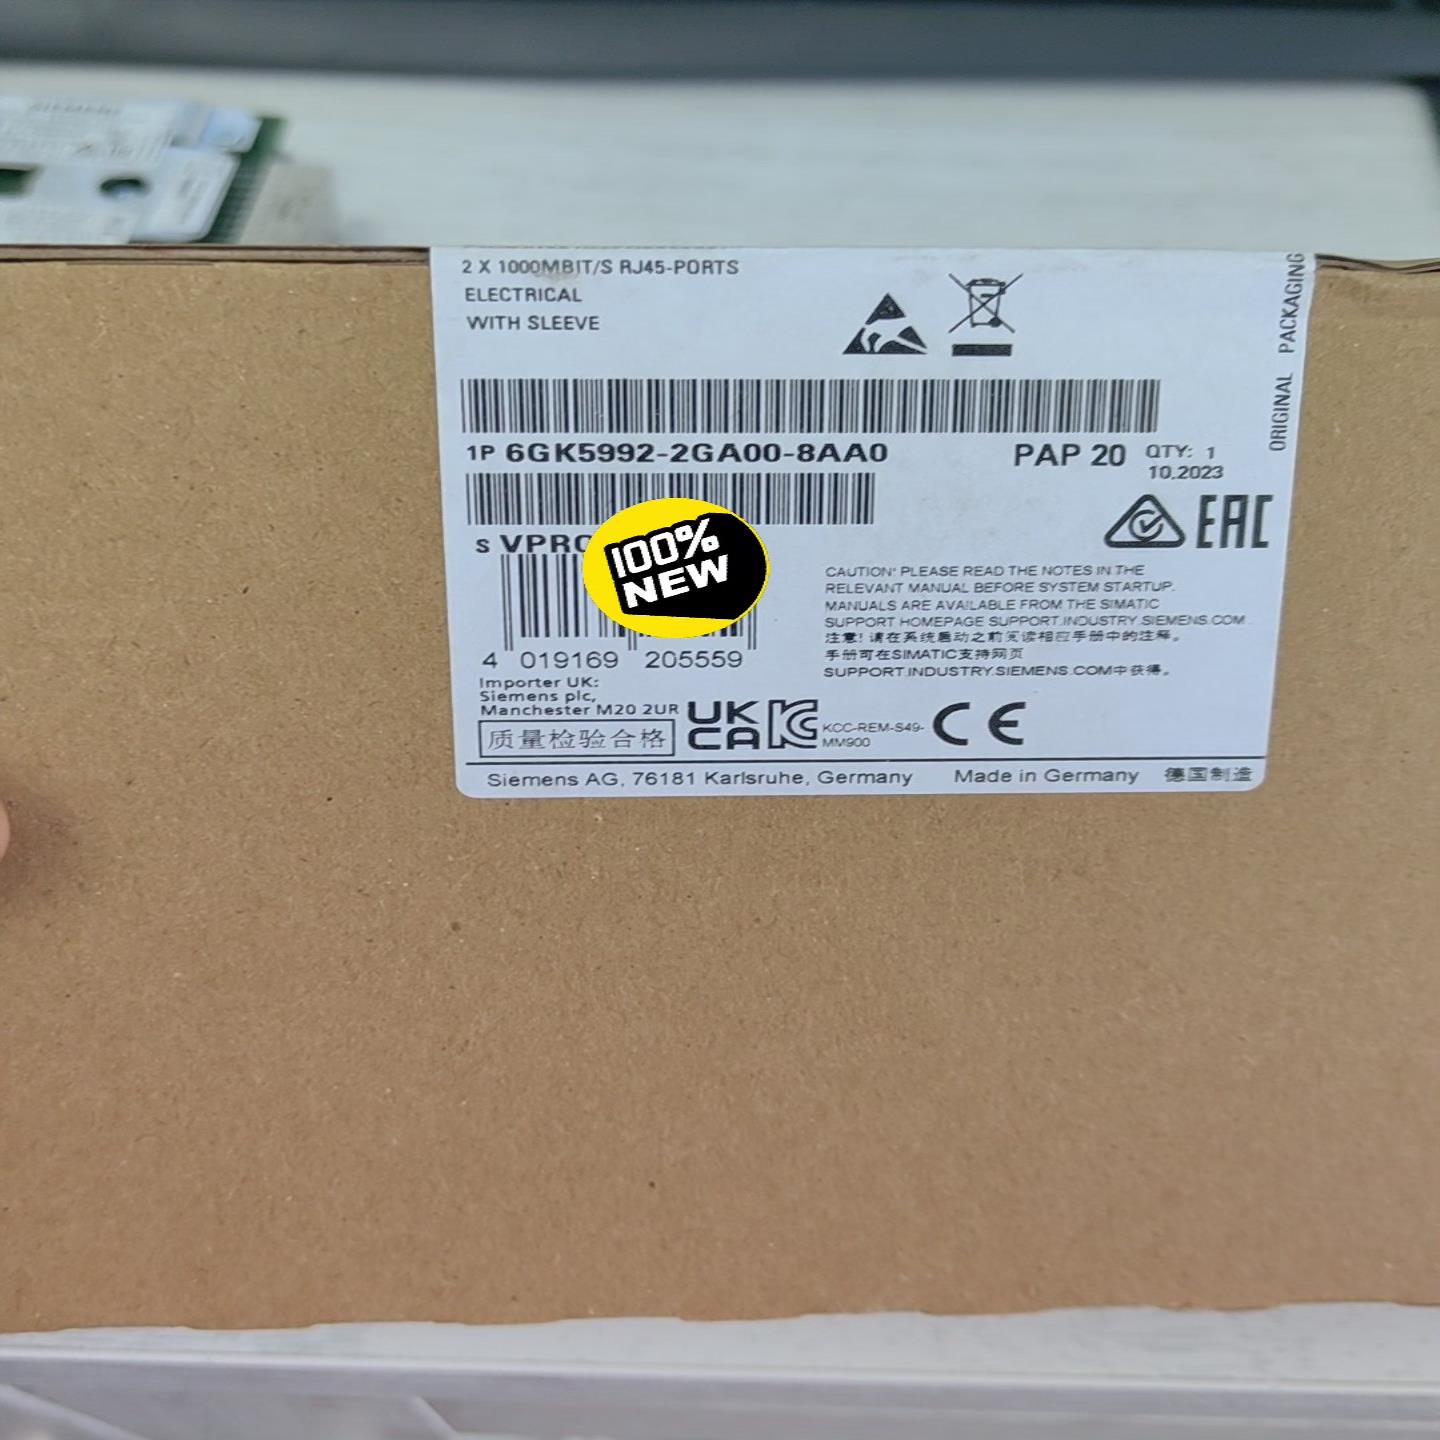 2 X 1000MBIT/S RJ45-PORTS
ELECTRICAL
WITH SLEEVE
ORIGINAL PACKAGING
1P 6GK5992-2GA00-8AA0
PAP 20
QTY: 1
10.2023
S VPR
100%
NEW
EAC
4 019169 205559
CAUTION! PLEASE READ THE NOTES IN THE
RELEVANT MANUAL BEFORE SYSTEM STARTUP.
MANUALS ARE AVAILABLE FROM THE SIMATIC
SUPPORT HOMEPAGE SUPPORT.INDUSTRY.SIEMENS.COM
注意! 请在系统启动之前阅读相应手册中的注释。
手册可在SIMATIC支持网页
SUPPORT.INDUSTRY.SIEMENS.COM中获得。
Importer UK:
Siemens plc,
Manchester M20 2UR
质量检验合格
UK
CA
KC
KCC-REM-S49-
MM900
CE
Siemens AG, 76181 Karlsruhe, Germany
Made in Germany
德国制造